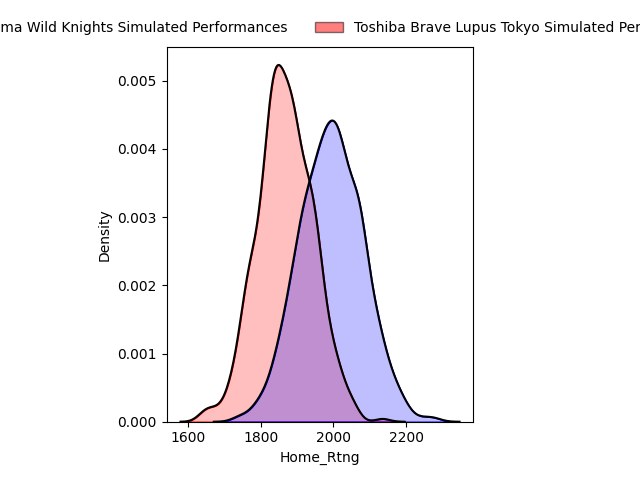 ma Wild Knights Simulated Performances
Toshiba Brave Lupus Tokyo Simulated Per
0.005
0.004
0.003
0.002
0.001
0.000
Density
1600 1800 2000 2200
Home_Rtng